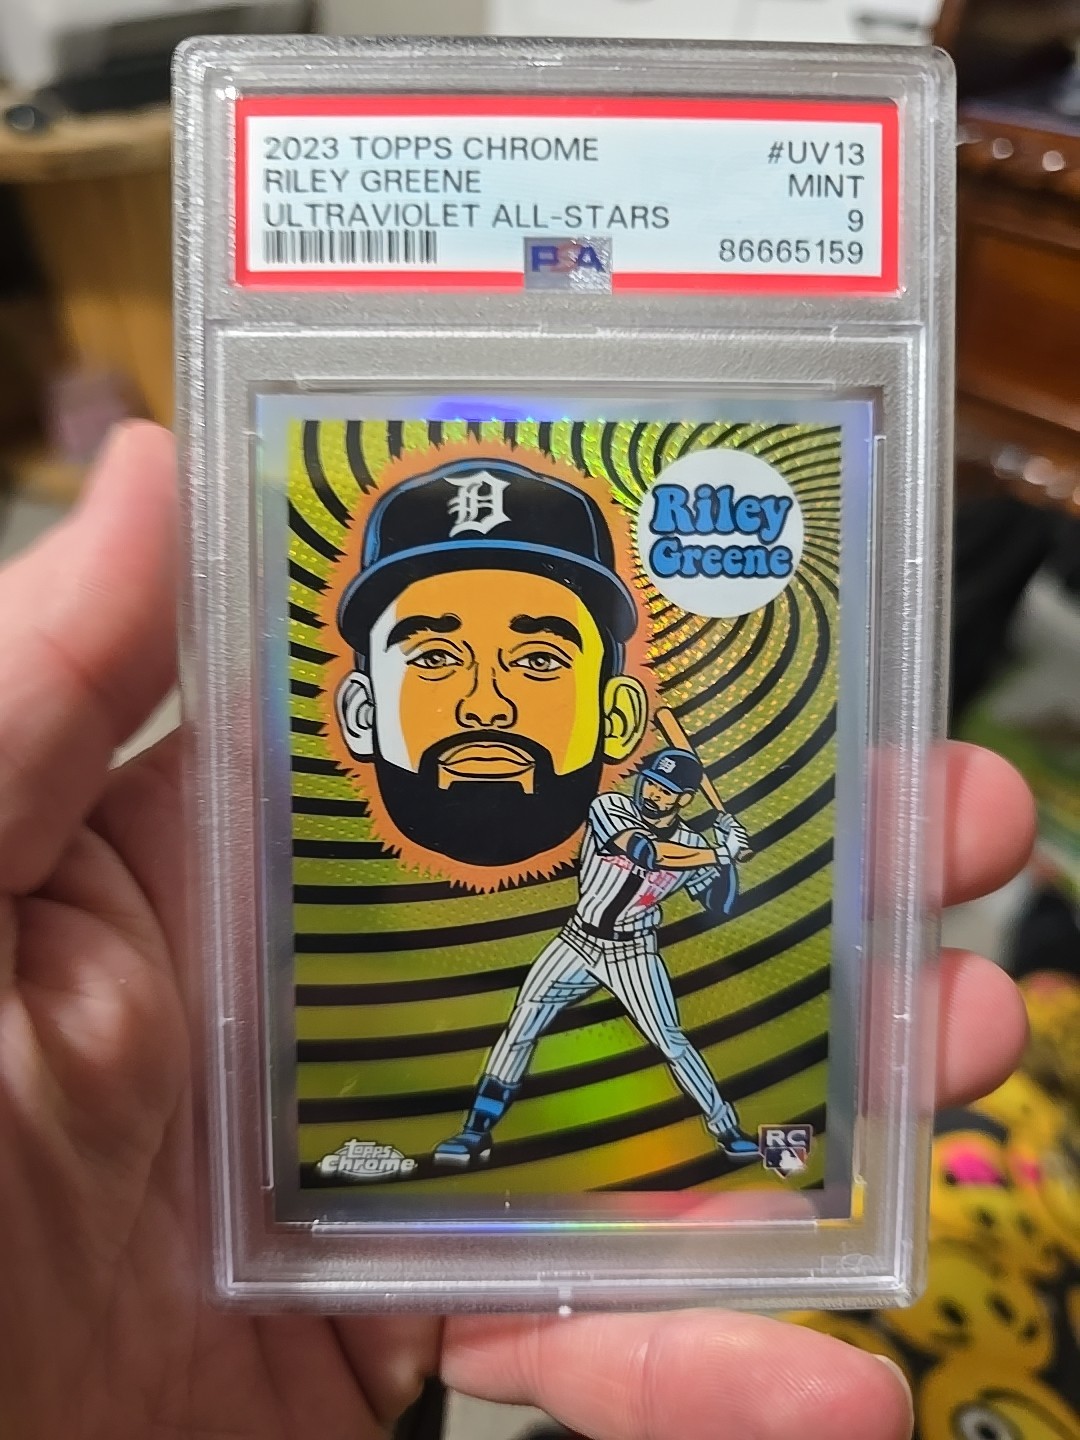 2023 TOPPS CHROME #UV13
RILEY GREENE MINT
ULTRAVIOLET ALL-STARS 9
PSA 86665159
D
Riley
Greene
D
topps
Chrome
RC